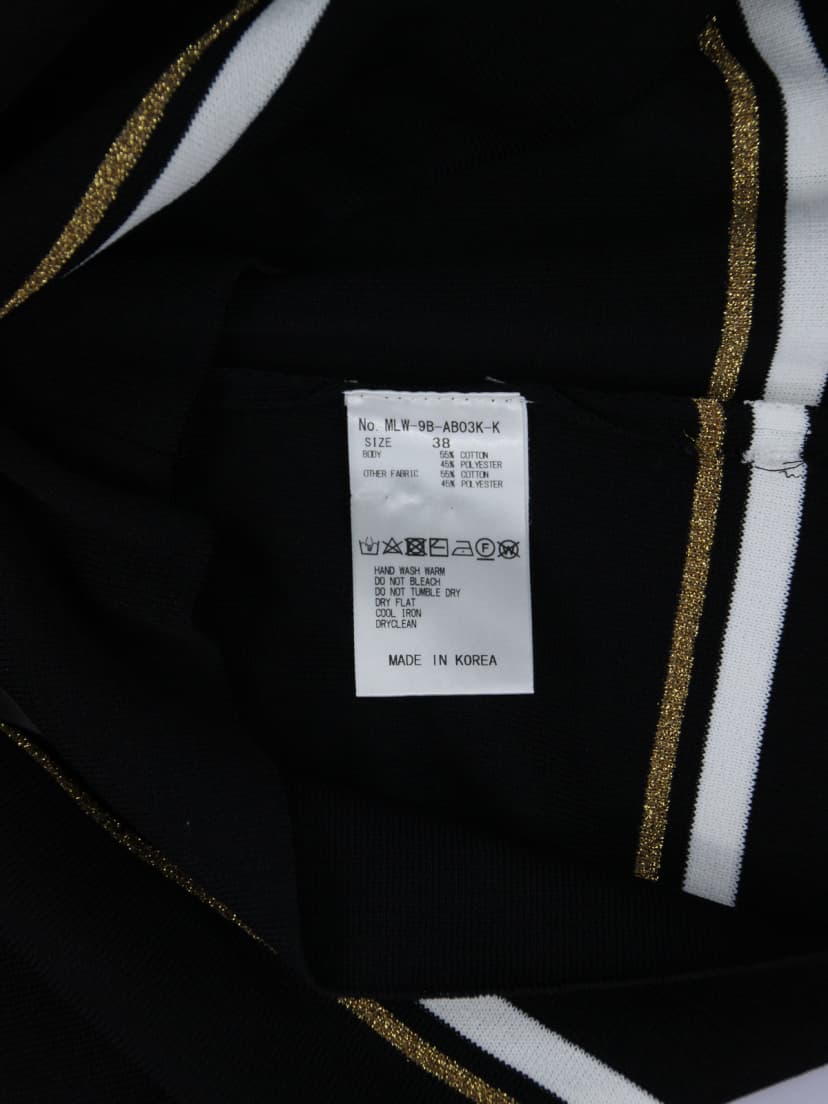 No. MLW-9B-AB03K-K
SIZE 38
BODY 55% COTTON
45% POLYESTER
OTHER FABRIC 55% COTTON
45% POLYESTER
F W
HAND WASH WARM
DO NOT BLEACH
DO NOT TUMBLE DRY
DRY FLAT
COOL IRON
DRYCLEAN
MADE IN KOREA